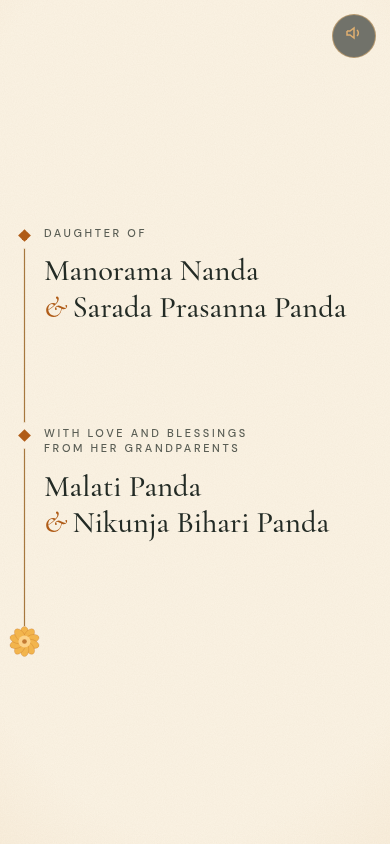 DAUGHTER OF
Manorama Nanda
& Sarada Prasanna Panda
WITH LOVE AND BLESSINGS
FROM HER GRANDPARENTS
Malati Panda
& Nikunja Bihari Panda